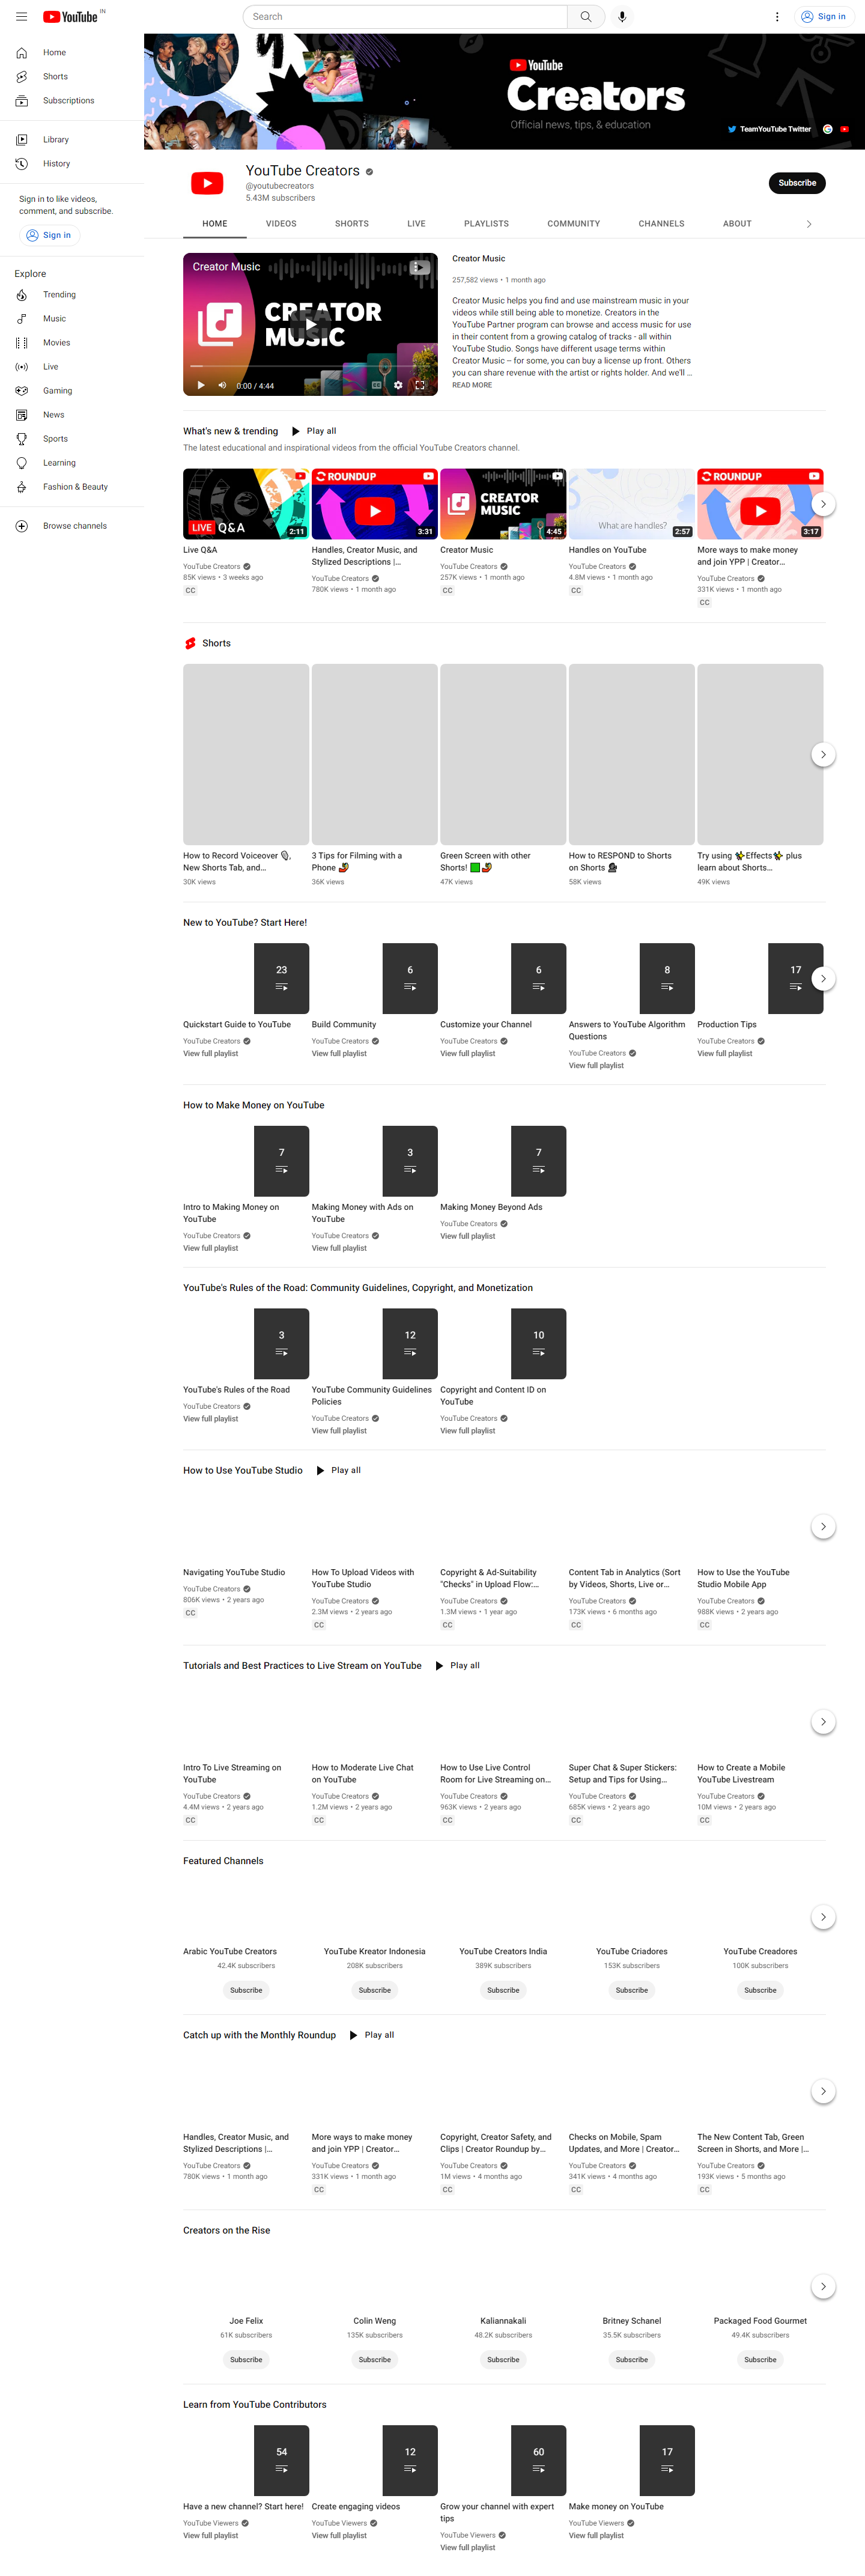 YouTube IN
Search
Sign in
Home
Shorts
Subscriptions
Library
History
Sign in to like videos,
comment, and subscribe.
Sign in
Explore
Trending
Music
Movies
Live
Gaming
News
Sports
Learning
Fashion & Beauty
Browse channels
YouTube
Creators
Official news, tips, & education
TeamYouTube Twitter
YouTube Creators
@youtubecreators
5.43M subscribers
Subscribe
HOME VIDEOS SHORTS LIVE PLAYLISTS COMMUNITY CHANNELS ABOUT
Creator Music
CREATOR
MUSIC
0:00 / 4:44
Creator Music
257,582 views • 1 month ago
Creator Music helps you find and use mainstream music in your
videos while still being able to monetize. Creators in the
YouTube Partner program can browse and access music for use
in their content from a growing catalog of tracks - all within
YouTube Studio. Songs have different usage terms within
Creator Music – for some, you can buy a license up front. Others
you can share revenue with the artist or rights holder. And we'll ...
READ MORE
What's new & trending Play all
The latest educational and inspirational videos from the official YouTube Creators channel.
LIVE Q&A
2:11
Live Q&A
YouTube Creators
85K views • 3 weeks ago
CC
ROUNDUP
3:31
Handles, Creator Music, and
Stylized Descriptions |...
YouTube Creators
780K views • 1 month ago
CREATOR
MUSIC
4:45
Creator Music
YouTube Creators
257K views • 1 month ago
CC
What are handles?
2:57
Handles on YouTube
YouTube Creators
4.8M views • 1 month ago
CC
ROUNDUP
3:17
More ways to make money
and join YPP | Creator...
YouTube Creators
331K views • 1 month ago
CC
Shorts
How to Record Voiceover 🎙️,
New Shorts Tab, and...
30K views
3 Tips for Filming with a
Phone 🤳
36K views
Green Screen with other
Shorts! 🟩🤳
47K views
How to RESPOND to Shorts
on Shorts
58K views
Try using ✨Effects✨ plus
learn about Shorts...
49K views
New to YouTube? Start Here!
23
Quickstart Guide to YouTube
YouTube Creators
View full playlist
6
Build Community
YouTube Creators
View full playlist
6
Customize your Channel
YouTube Creators
View full playlist
8
Answers to YouTube Algorithm
Questions
YouTube Creators
View full playlist
17
Production Tips
YouTube Creators
View full playlist
How to Make Money on YouTube
7
Intro to Making Money on
YouTube
YouTube Creators
View full playlist
3
Making Money with Ads on
YouTube
YouTube Creators
View full playlist
7
Making Money Beyond Ads
YouTube Creators
View full playlist
YouTube's Rules of the Road: Community Guidelines, Copyright, and Monetization
3
YouTube's Rules of the Road
YouTube Creators
View full playlist
12
YouTube Community Guidelines
Policies
YouTube Creators
View full playlist
10
Copyright and Content ID on
YouTube
YouTube Creators
View full playlist
How to Use YouTube Studio Play all
Navigating YouTube Studio
YouTube Creators
806K views • 2 years ago
CC
How To Upload Videos with
YouTube Studio
YouTube Creators
2.3M views • 2 years ago
CC
Copyright & Ad-Suitability
"Checks" in Upload Flow:...
YouTube Creators
1.3M views • 1 year ago
CC
Content Tab in Analytics (Sort
by Videos, Shorts, Live or...
YouTube Creators
173K views • 6 months ago
CC
How to Use the YouTube
Studio Mobile App
YouTube Creators
988K views • 2 years ago
CC
Tutorials and Best Practices to Live Stream on YouTube Play all
Intro To Live Streaming on
YouTube
YouTube Creators
4.4M views • 2 years ago
CC
How to Moderate Live Chat
on YouTube
YouTube Creators
1.2M views • 2 years ago
CC
How to Use Live Control
Room for Live Streaming on...
YouTube Creators
963K views • 2 years ago
CC
Super Chat & Super Stickers:
Setup and Tips for Using...
YouTube Creators
685K views • 2 years ago
CC
How to Create a Mobile
YouTube Livestream
YouTube Creators
10M views • 2 years ago
CC
Featured Channels
Arabic YouTube Creators
42.4K subscribers
Subscribe
YouTube Kreator Indonesia
208K subscribers
Subscribe
YouTube Creators India
389K subscribers
Subscribe
YouTube Criadores
153K subscribers
Subscribe
YouTube Creadores
100K subscribers
Subscribe
Catch up with the Monthly Roundup Play all
Handles, Creator Music, and
Stylized Descriptions |...
YouTube Creators
780K views • 1 month ago
More ways to make money
and join YPP | Creator...
YouTube Creators
331K views • 1 month ago
CC
Copyright, Creator Safety, and
Clips | Creator Roundup by...
YouTube Creators
1M views • 4 months ago
CC
Checks on Mobile, Spam
Updates, and More | Creator...
YouTube Creators
341K views • 4 months ago
CC
The New Content Tab, Green
Screen in Shorts, and More |...
YouTube Creators
193K views • 5 months ago
CC
Creators on the Rise
Joe Felix
61K subscribers
Subscribe
Colin Weng
135K subscribers
Subscribe
Kaliannakali
48.2K subscribers
Subscribe
Britney Schanel
35.5K subscribers
Subscribe
Packaged Food Gourmet
49.4K subscribers
Subscribe
Learn from YouTube Contributors
54
Have a new channel? Start here!
YouTube Viewers
View full playlist
12
Create engaging videos
YouTube Viewers
View full playlist
60
Grow your channel with expert
tips
YouTube Viewers
View full playlist
17
Make money on YouTube
YouTube Viewers
View full playlist